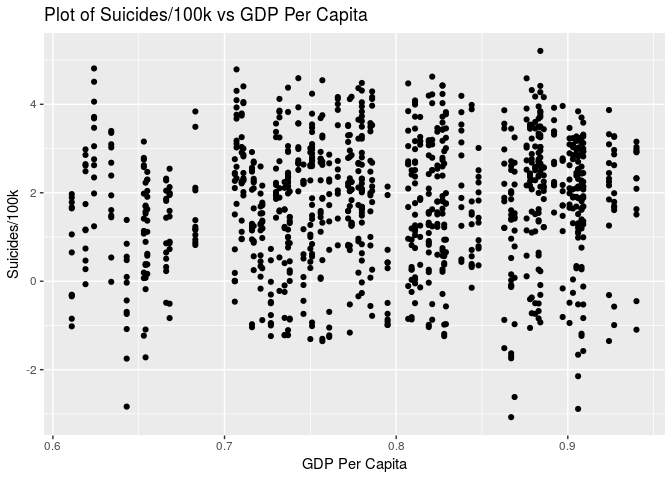 Plot of Suicides/100k vs GDP Per Capita
Suicides/100k
4
2
0
-2
0.6 0.7 0.8 0.9
GDP Per Capita